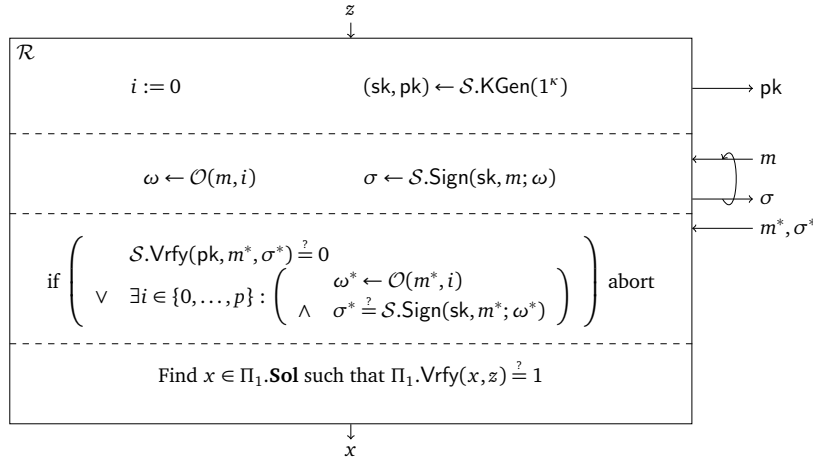 z
ℛ
i := 0 (sk, pk) ← 𝒮.KGen(1^κ) pk
ω ← 𝒪(m, i) σ ← 𝒮.Sign(sk, m; ω) m
σ
m*, σ*
𝒮.Vrfy(pk, m*, σ*) ≟ 0
if ( ∨ ∃i ∈ {0, …, p} : ( ω* ← 𝒪(m*, i) ) ) abort
∧ σ* ≟ 𝒮.Sign(sk, m*; ω*)
Find x ∈ Π₁.Sol such that Π₁.Vrfy(x, z) ≟ 1
x